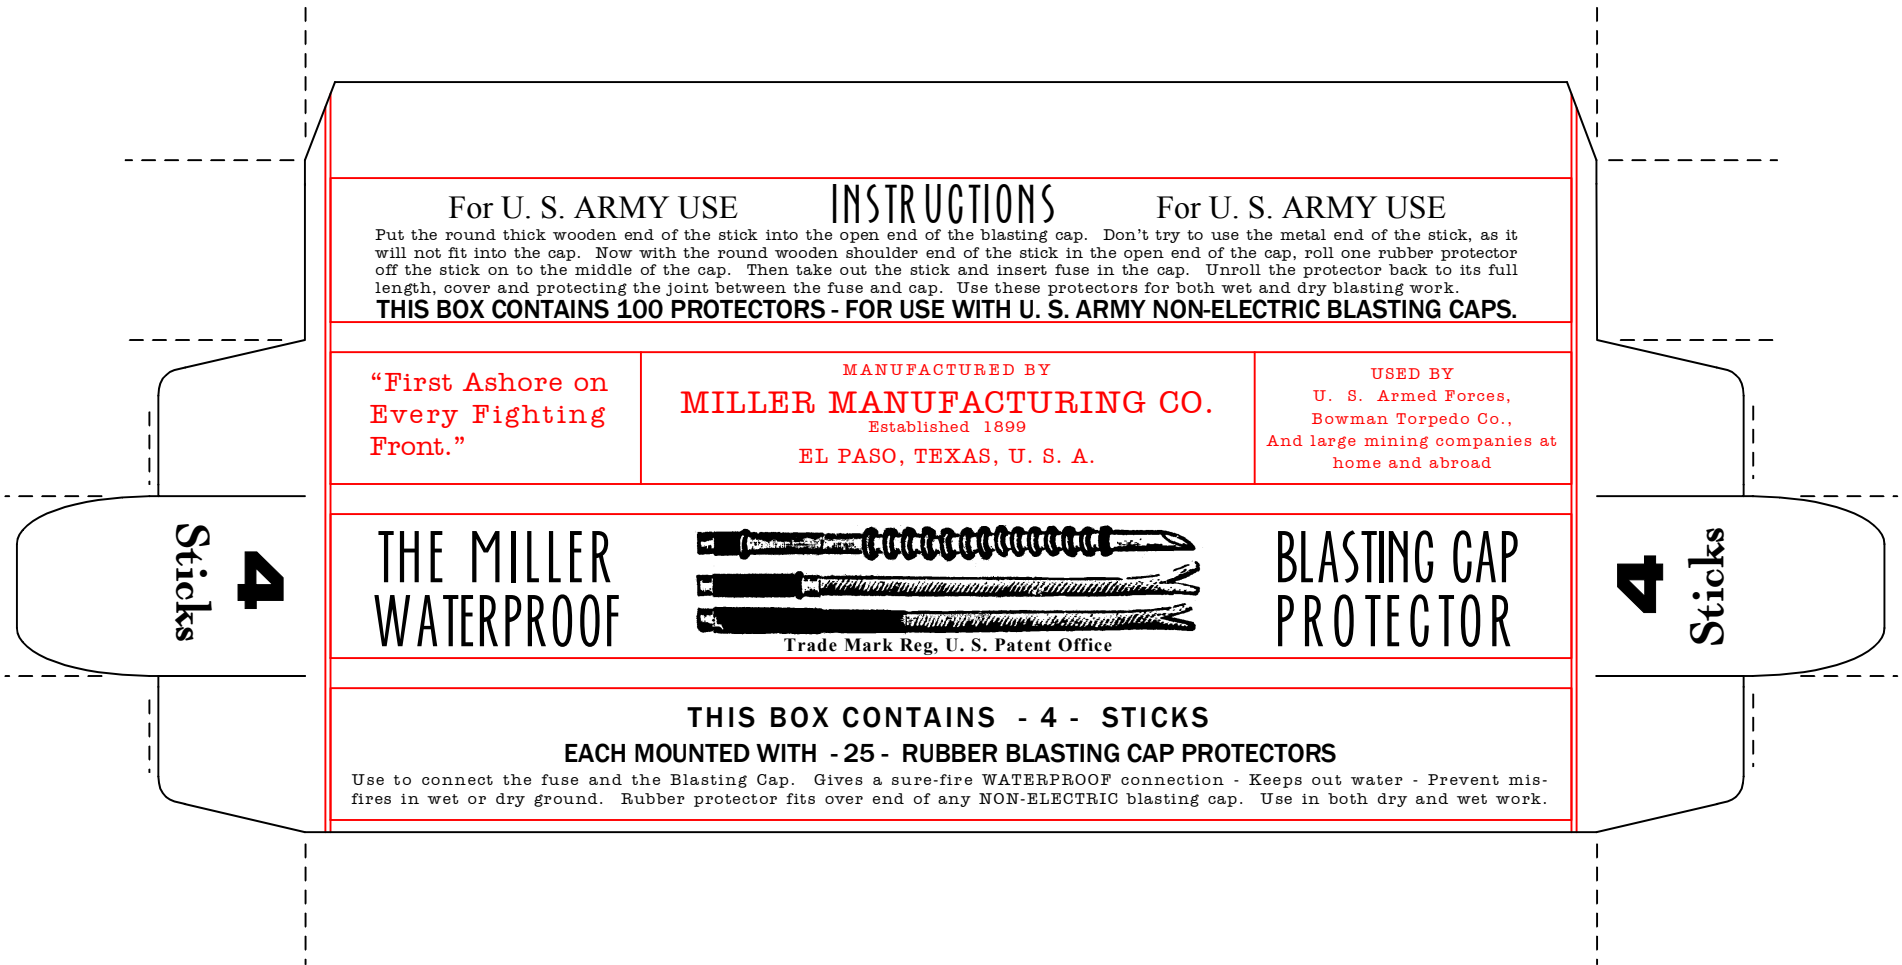 For U. S. ARMY USE INSTRUCTIONS For U. S. ARMY USE
Put the round thick wooden end of the stick into the open end of the blasting cap. Don't try to use the metal end of the stick, as it
will not fit into the cap. Now with the round wooden shoulder end of the stick in the open end of the cap, roll one rubber protector
off the stick on to the middle of the cap. Then take out the stick and insert fuse in the cap. Unroll the protector back to its full
length, cover and protecting the joint between the fuse and cap. Use these protectors for both wet and dry blasting work.
THIS BOX CONTAINS 100 PROTECTORS - FOR USE WITH U. S. ARMY NON-ELECTRIC BLASTING CAPS.
“First Ashore on
Every Fighting
Front.”
MANUFACTURED BY
MILLER MANUFACTURING CO.
Established 1899
EL PASO, TEXAS, U. S. A.
USED BY
U. S. Armed Forces,
Bowman Torpedo Co.,
And large mining companies at
home and abroad
4
Sticks
THE MILLER
WATERPROOF
Trade Mark Reg, U. S. Patent Office
BLASTING CAP
PROTECTOR
4
Sticks
THIS BOX CONTAINS - 4 - STICKS
EACH MOUNTED WITH - 25 - RUBBER BLASTING CAP PROTECTORS
Use to connect the fuse and the Blasting Cap. Gives a sure-fire WATERPROOF connection - Keeps out water - Prevent mis-
fires in wet or dry ground. Rubber protector fits over end of any NON-ELECTRIC blasting cap. Use in both dry and wet work.